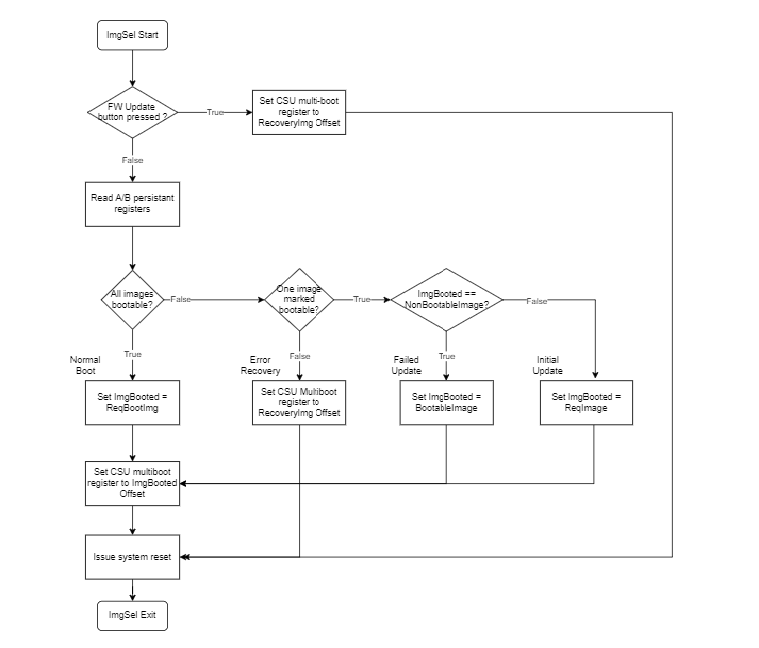 ImgSel Start
FW Update
button pressed ?
True
Set CSU multi-boot
register to
RecoveryImg Offset
False
Read A/B persistant
registers
All images
bootable?
False
One image
marked
bootable?
True
ImgBooted ==
NonBootableImage?
False
Normal
Boot
True
Error
Recovery
False
Failed
Update
True
Initial
Update
Set ImgBooted =
ReqBootImg
Set CSU Multiboot
register to
RecoveryImg Offset
Set ImgBooted =
BootableImage
Set ImgBooted =
ReqImage
Set CSU multiboot
register to ImgBooted
Offset
Issue system reset
ImgSel Exit